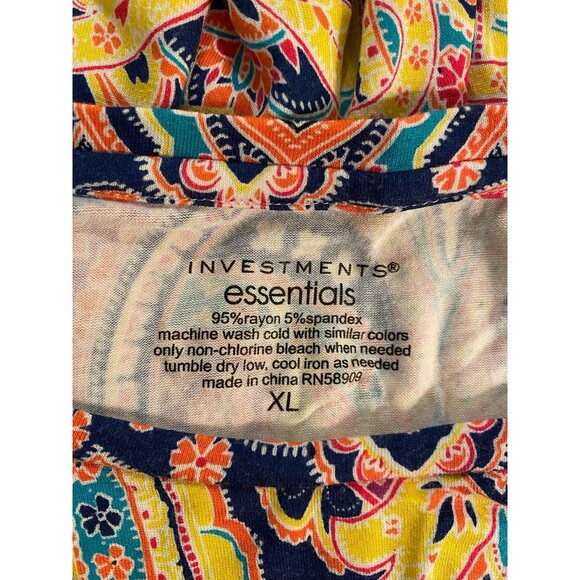 INVESTMENTS®
essentials
95%rayon 5%spandex
machine wash cold with similar colors
only non-chlorine bleach when needed
tumble dry low, cool iron as needed
made in china RN58909
XL